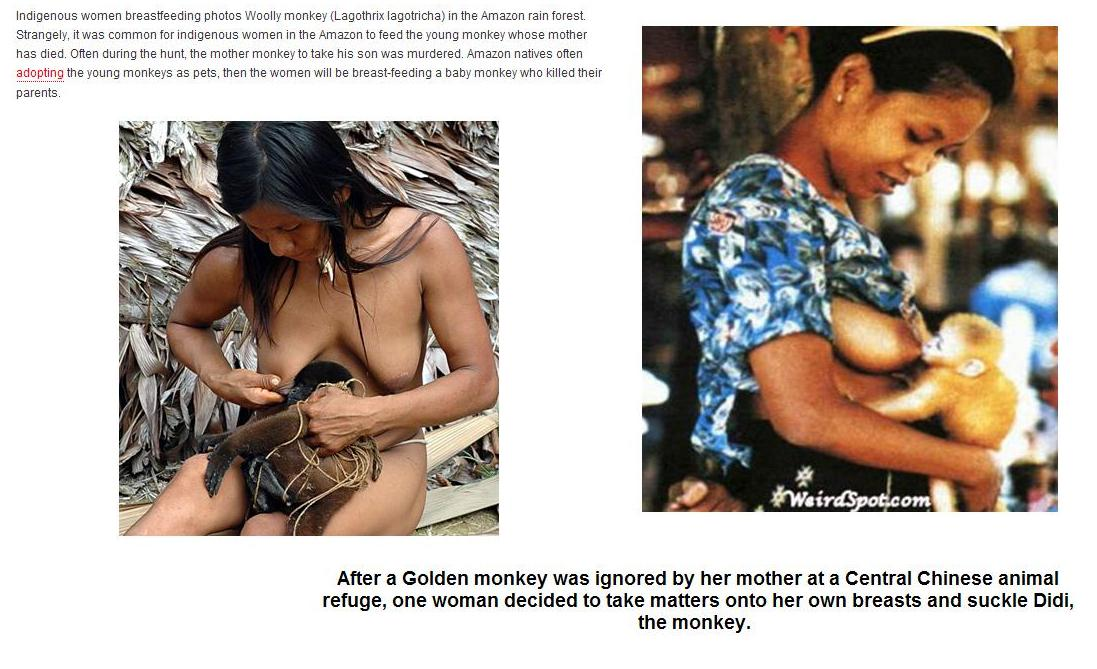 Indigenous women breastfeeding photos Woolly monkey (Lagothrix lagotricha) in the Amazon rain forest.
Strangely, it was common for indigenous women in the Amazon to feed the young monkey whose mother
has died. Often during the hunt, the mother monkey to take his son was murdered. Amazon natives often
adopting the young monkeys as pets, then the women will be breast-feeding a baby monkey who killed their
parents.
WeirdSpot.com
After a Golden monkey was ignored by her mother at a Central Chinese animal
refuge, one woman decided to take matters onto her own breasts and suckle Didi,
the monkey.